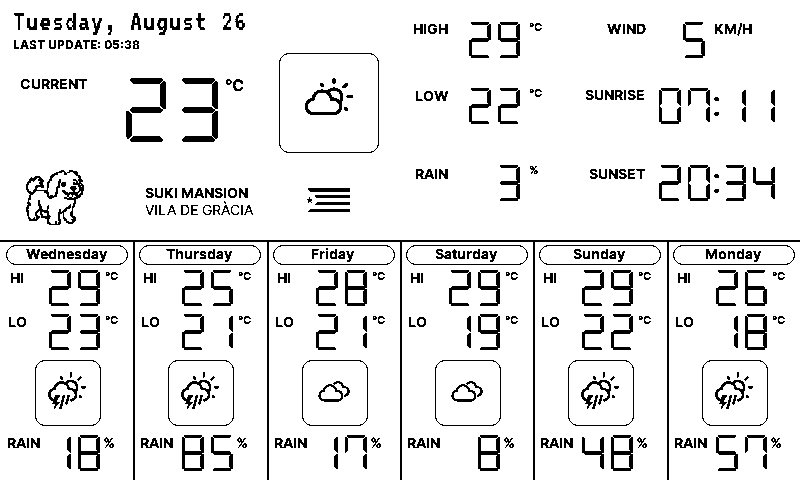 Tuesday, August 26
LAST UPDATE: 05:38
CURRENT 23 °C
HIGH 29 °C
LOW 22 °C
RAIN 3 %
WIND 5 KM/H
SUNRISE 07:11
SUNSET 20:34
SUKI MANSION
VILA DE GRÀCIA
Wednesday
HI 29 °C
LO 23 °C
RAIN 18 %
Thursday
HI 25 °C
LO 21 °C
RAIN 85 %
Friday
HI 28 °C
LO 21 °C
RAIN 17 %
Saturday
HI 29 °C
LO 19 °C
RAIN 8 %
Sunday
HI 29 °C
LO 22 °C
RAIN 48 %
Monday
HI 26 °C
LO 18 °C
RAIN 57 %